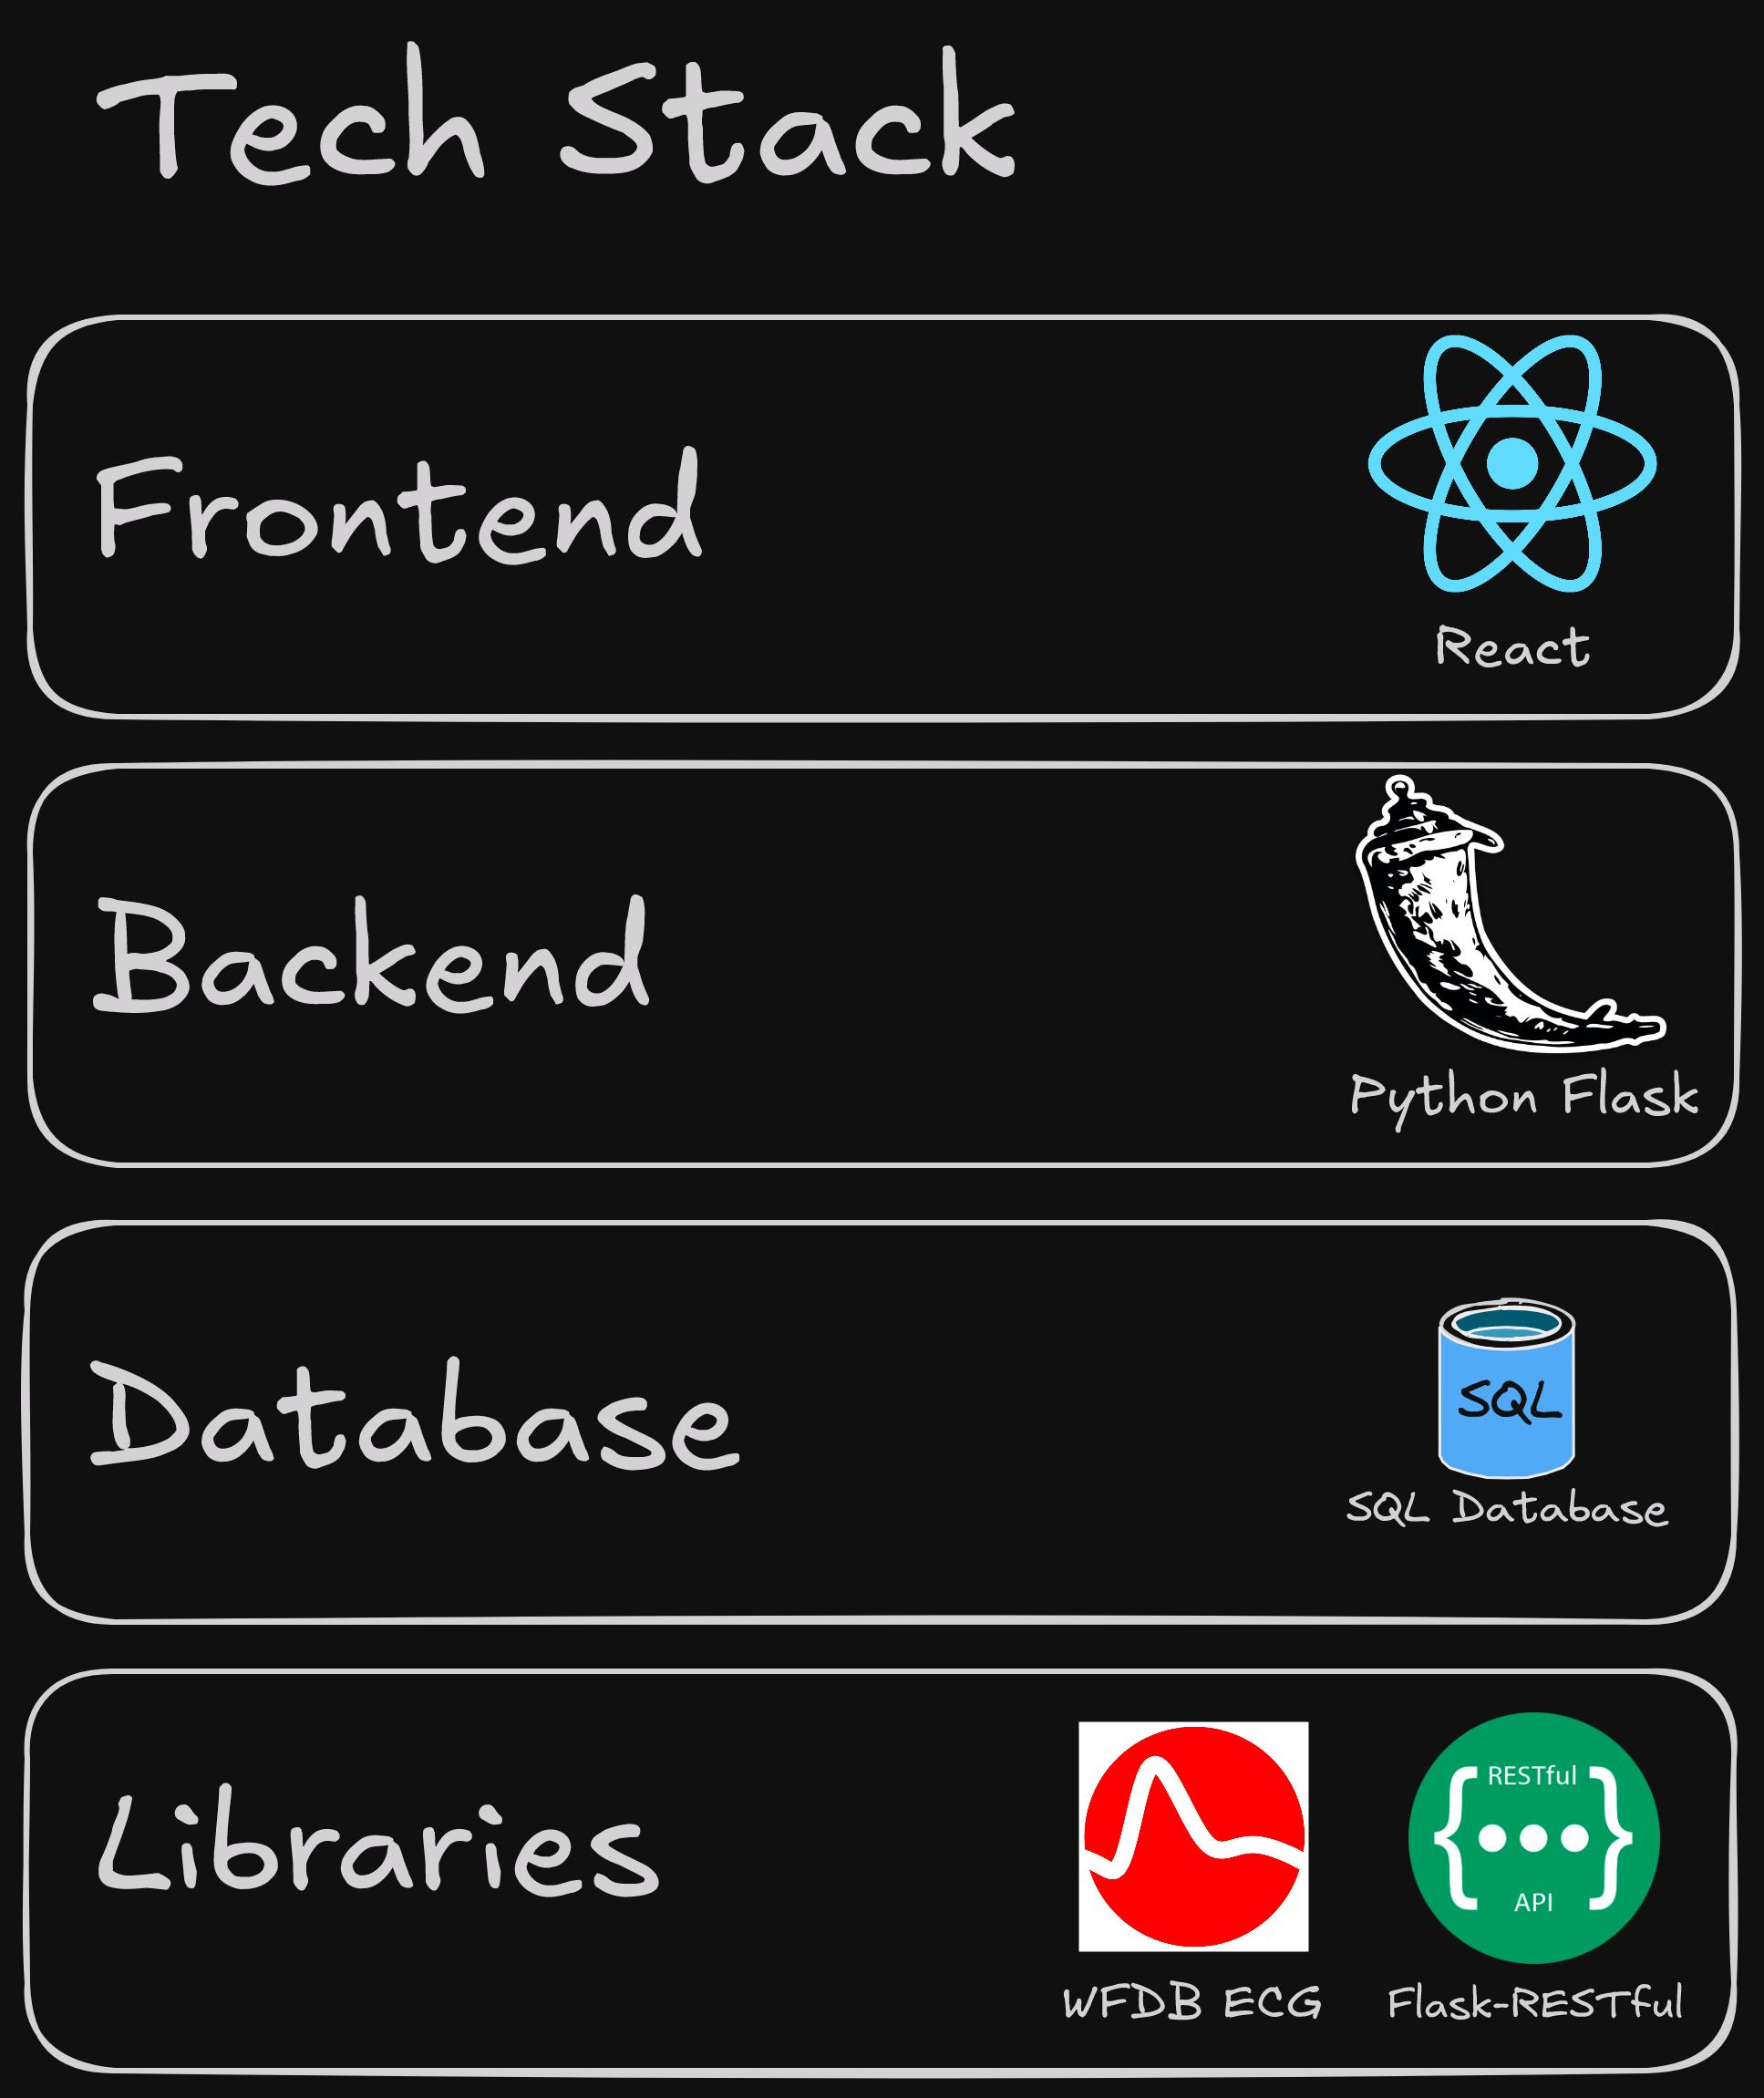 Tech Stack
Frontend
React
Backend
Python Flask
Database
SQL
SQL Database
Libraries
RESTful
API
WFDB ECG
Flask-RESTful